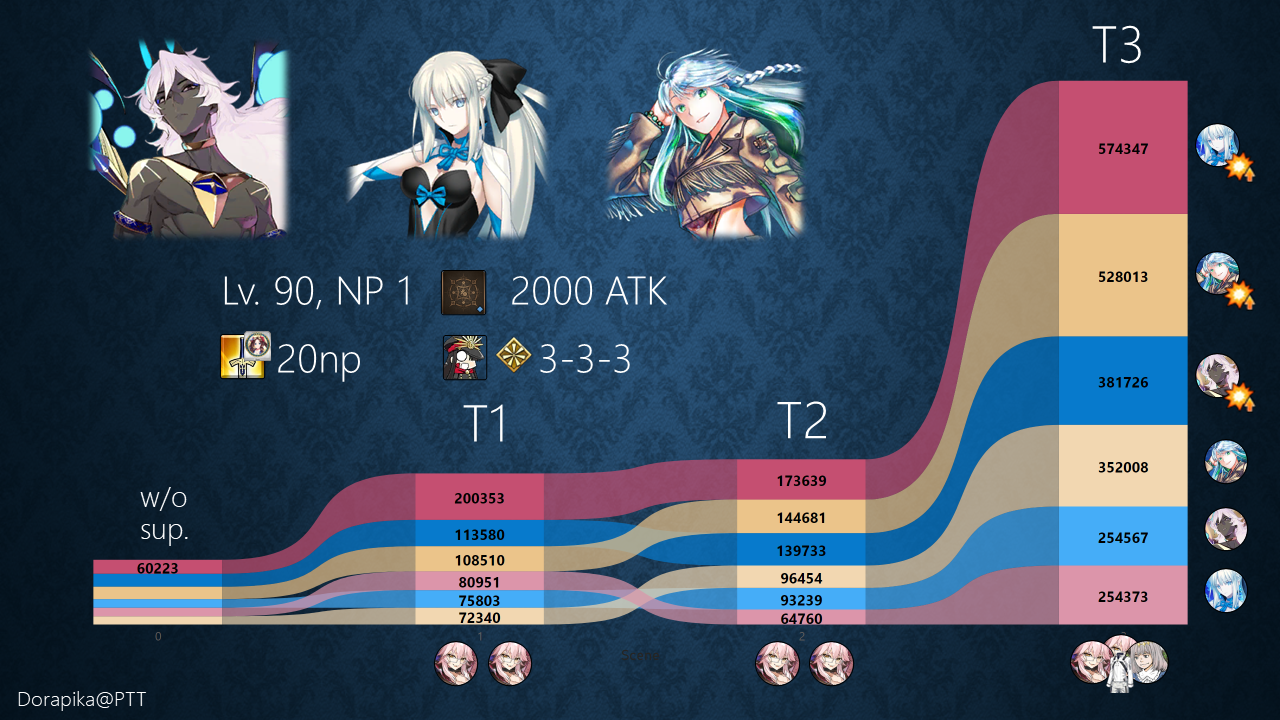 T3
Lv. 90, NP 1
2000 ATK
20np
3-3-3
T1
T2
w/o
sup.
60223
200353
113580
108510
80951
75803
72340
173639
144681
139733
96454
93239
64760
574347
528013
381726
352008
254567
254373
0
1
2
Dorapika@PTT